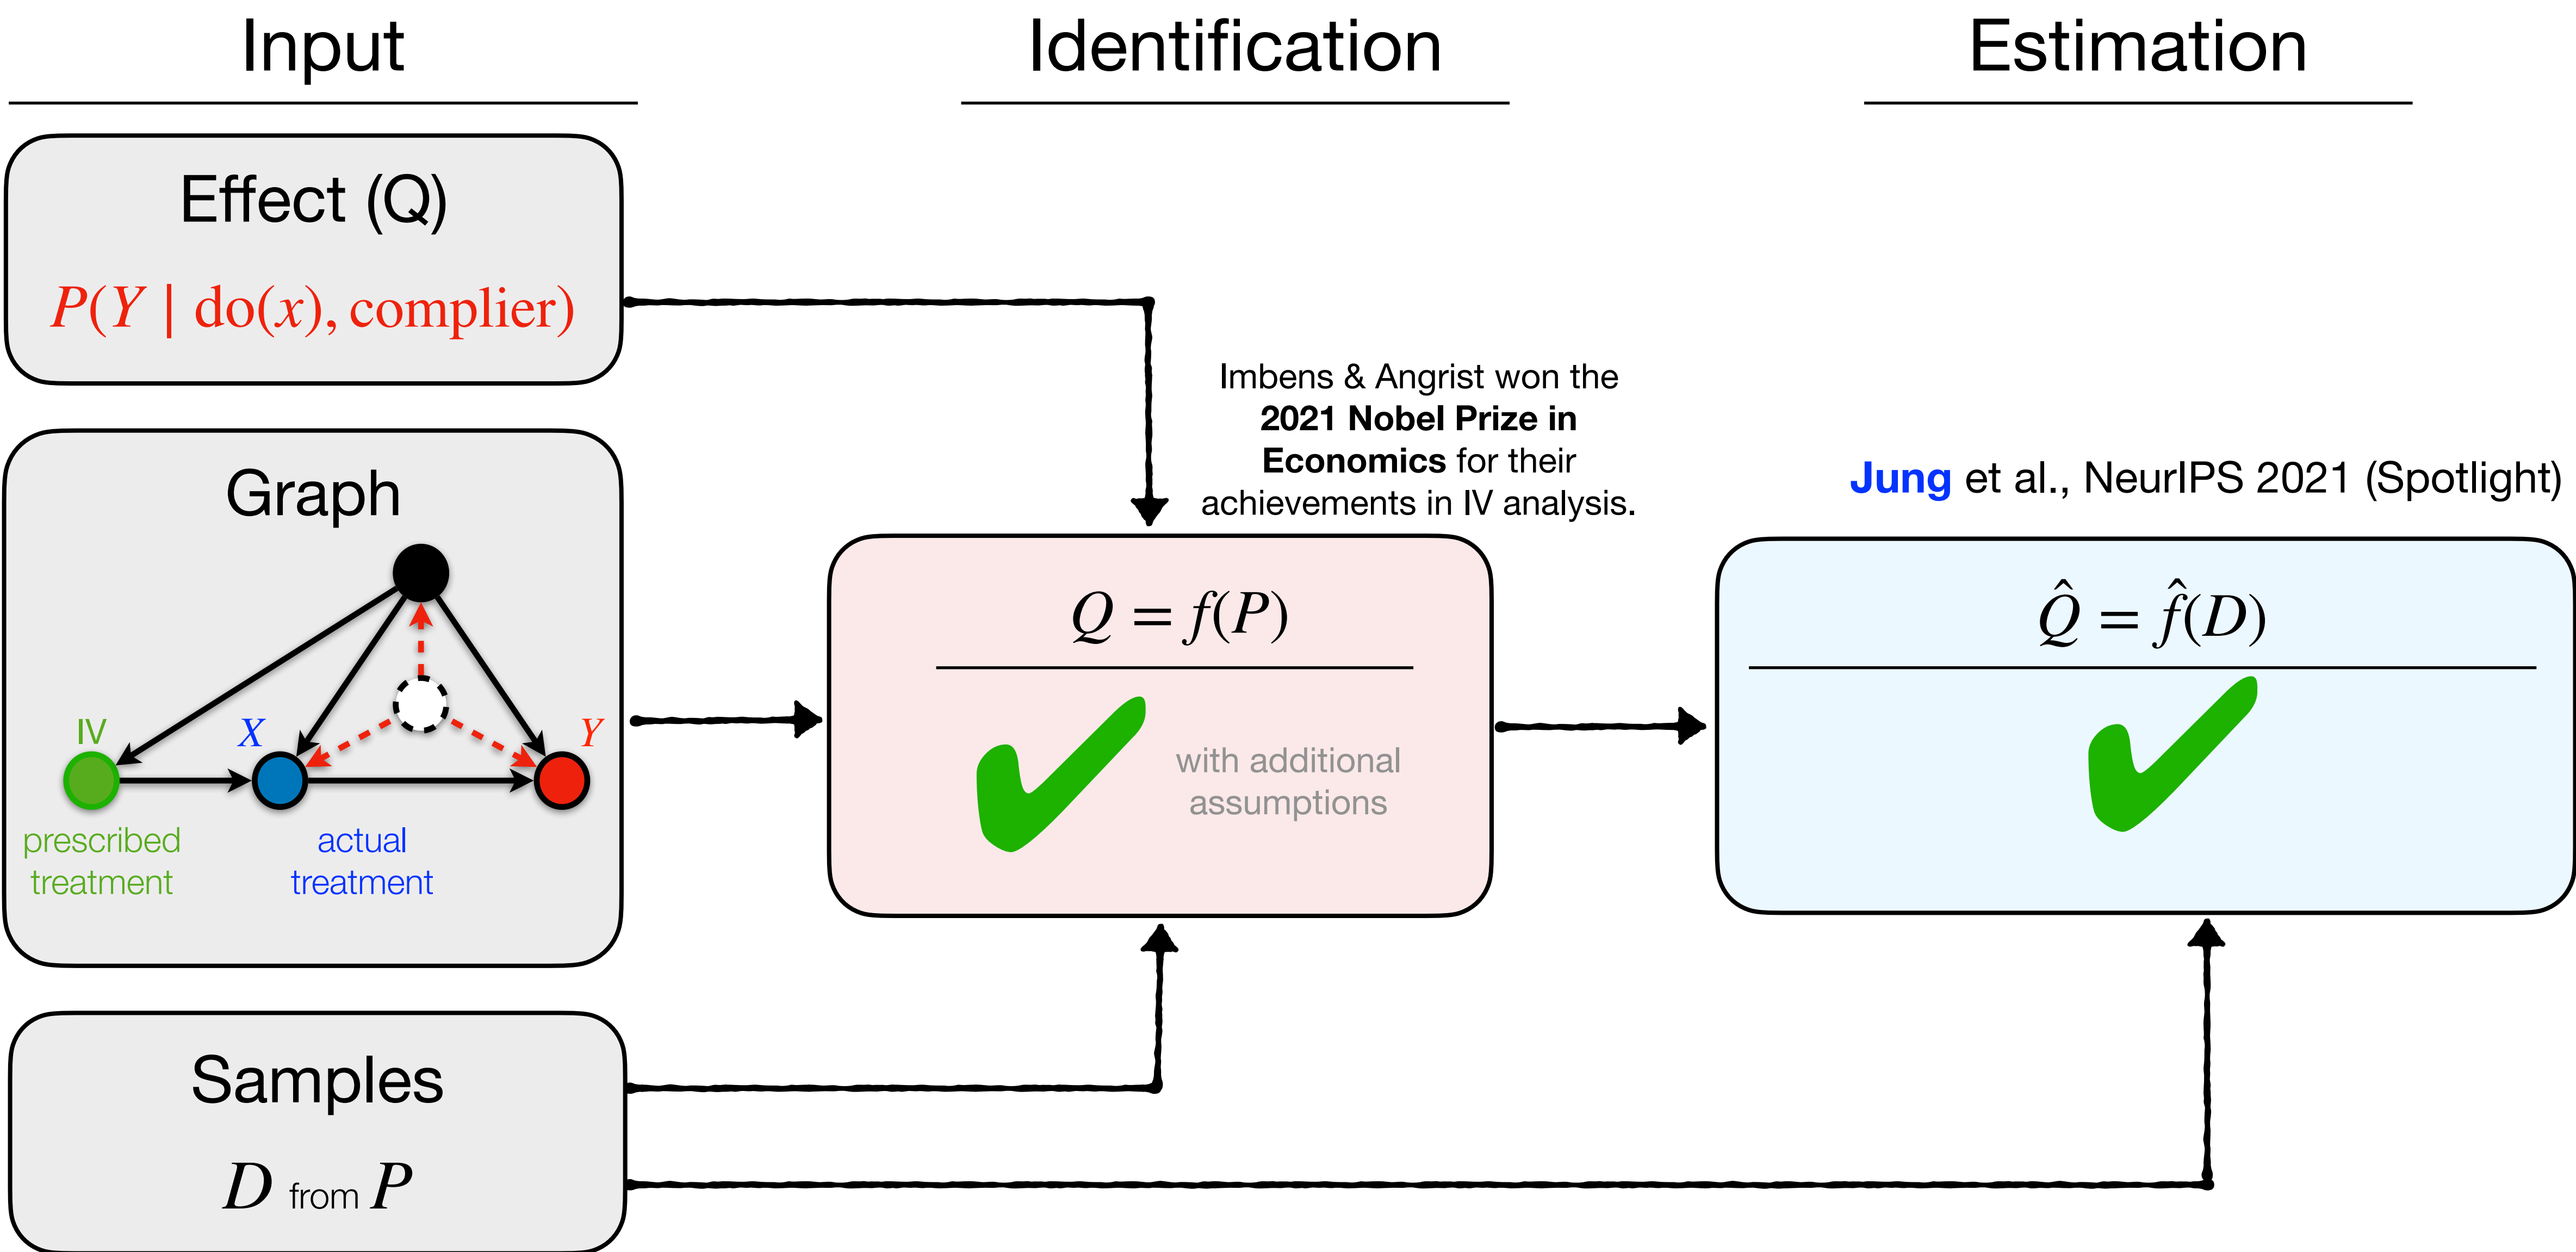 Input
Identification
Estimation
Effect (Q)
P(Y | do(x), complier)
Imbens & Angrist won the
2021 Nobel Prize in
Economics for their
achievements in IV analysis.
Jung et al., NeurIPS 2021 (Spotlight)
Graph
IV
X
Y
prescribed
treatment
actual
treatment
Q = f(P)
with additional
assumptions
Q̂ = f̂(D)
Samples
D from P